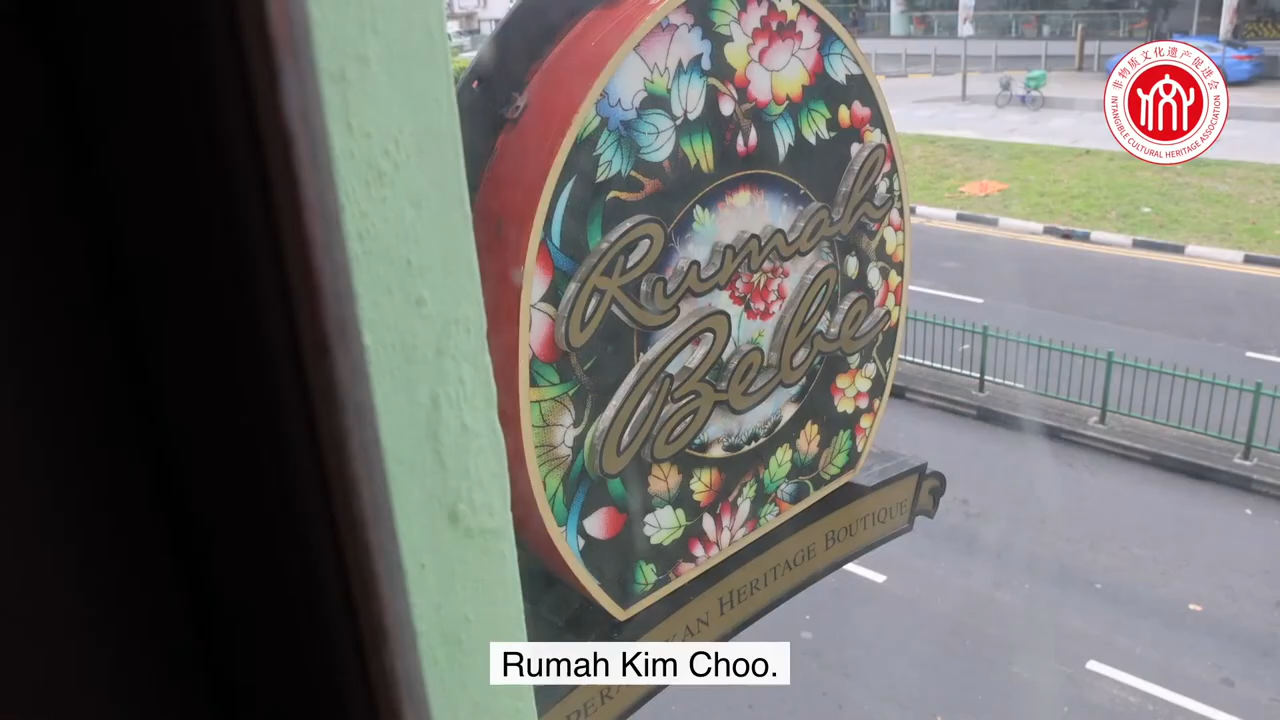 非物质文化遗产促进会
INTANGIBLE CULTURAL HERITAGE ASSOCIATION
Rumah
Bebe
PERANAKAN HERITAGE BOUTIQUE
Rumah Kim Choo.